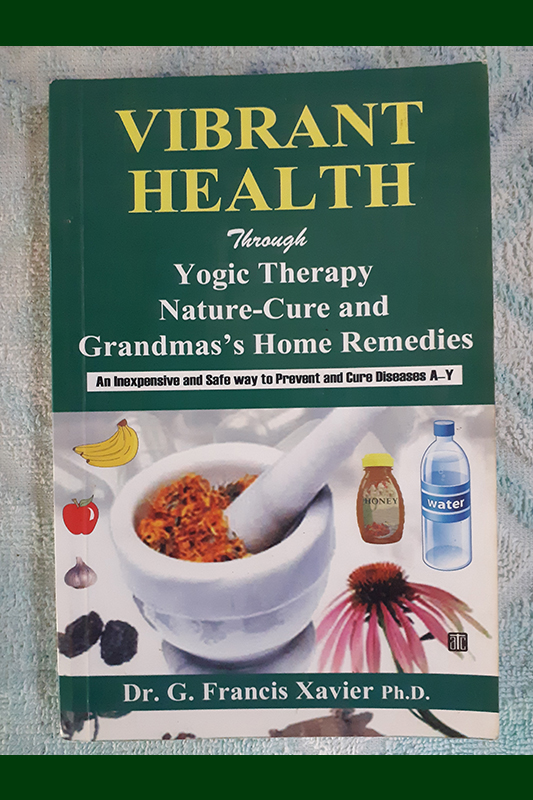 VIBRANT
HEALTH
Through
Yogic Therapy
Nature-Cure and
Grandmas's Home Remedies
An Inexpensive and Safe way to Prevent and Cure Diseases A–Y
HONEY
water
atc
Dr. G. Francis Xavier Ph.D.